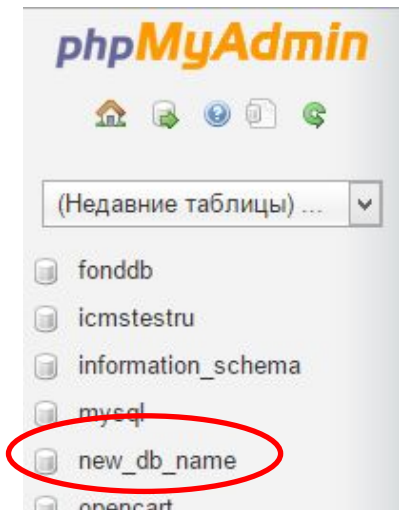 phpMyAdmin
(Недавние таблицы) ...
fonddb
icmstestru
information_schema
mysql
new_db_name
opencart